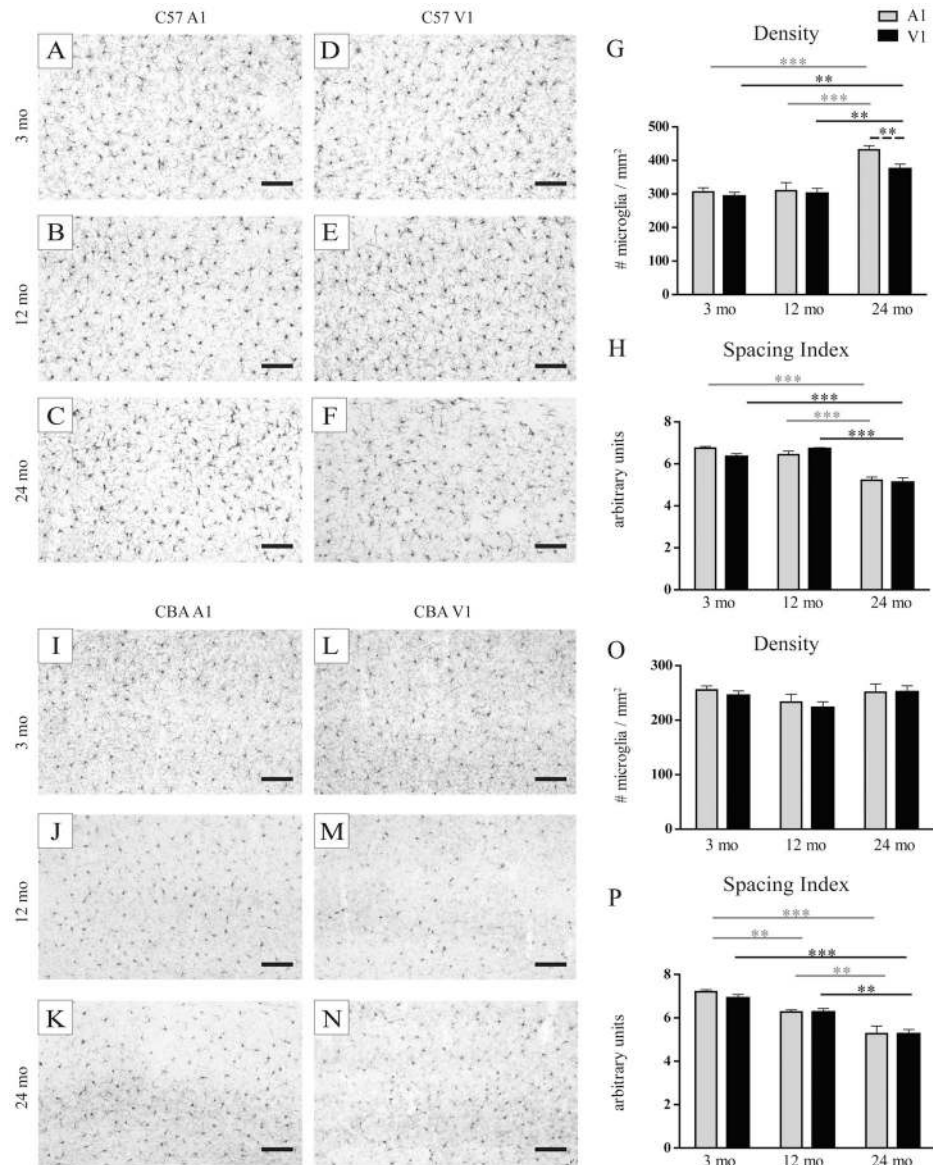 C57 A1
C57 V1
A
D
3 mo
B
E
12 mo
C
F
24 mo
A1
V1
G
Density
***
**
***
**
**
# microglia / mm²
500
400
300
200
100
0
3 mo
12 mo
24 mo
H
Spacing Index
***
***
***
***
arbitrary units
8
6
4
2
0
3 mo
12 mo
24 mo
CBA A1
CBA V1
I
L
3 mo
J
M
12 mo
K
N
24 mo
O
Density
# microglia / mm²
300
200
300
0
3 mo
12 mo
24 mo
P
Spacing Index
***
**
***
**
**
arbitrary units
8
6
4
2
0
3 mo
12 mo
24 mo